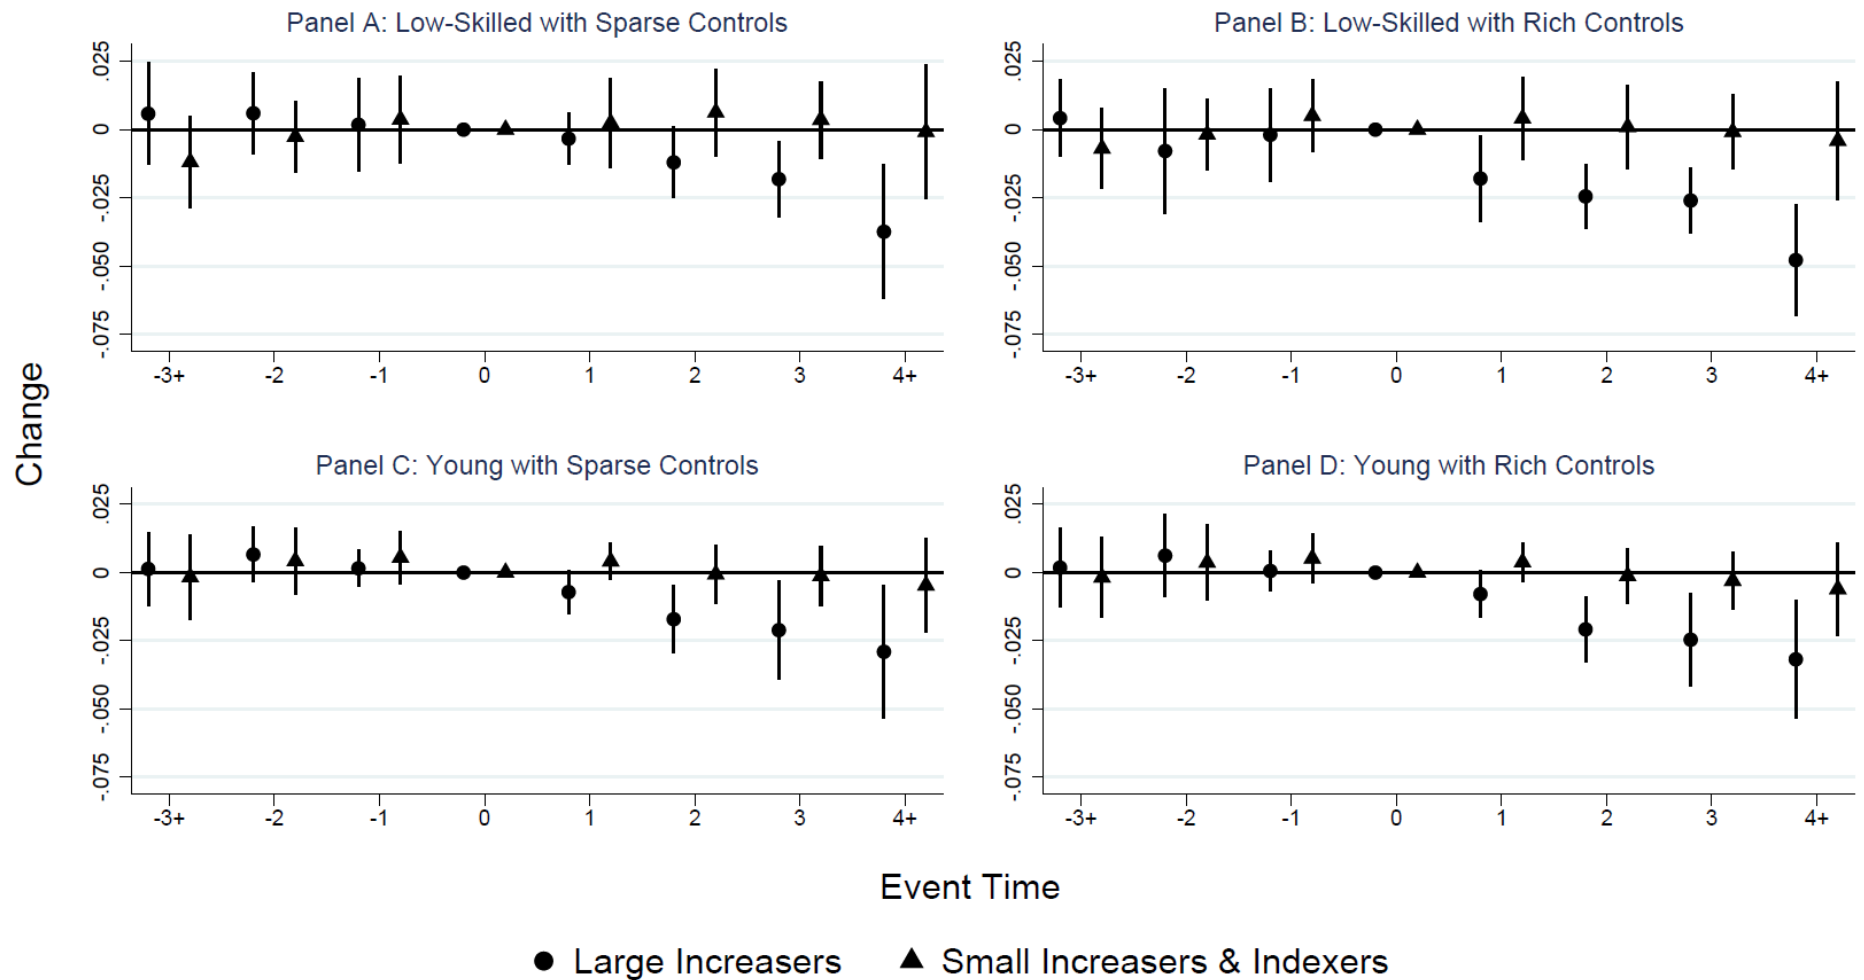 Panel A: Low-Skilled with Sparse Controls
.025
0
-.025
-.050
-.075
-3+ -2 -1 0 1 2 3 4+
Panel B: Low-Skilled with Rich Controls
.025
0
-.025
-.050
-.075
-3+ -2 -1 0 1 2 3 4+
Change
Panel C: Young with Sparse Controls
.025
0
-.025
-.050
-.075
-3+ -2 -1 0 1 2 3 4+
Panel D: Young with Rich Controls
.025
0
-.025
-.050
-.075
-3+ -2 -1 0 1 2 3 4+
Event Time
Large Increasers Small Increasers & Indexers